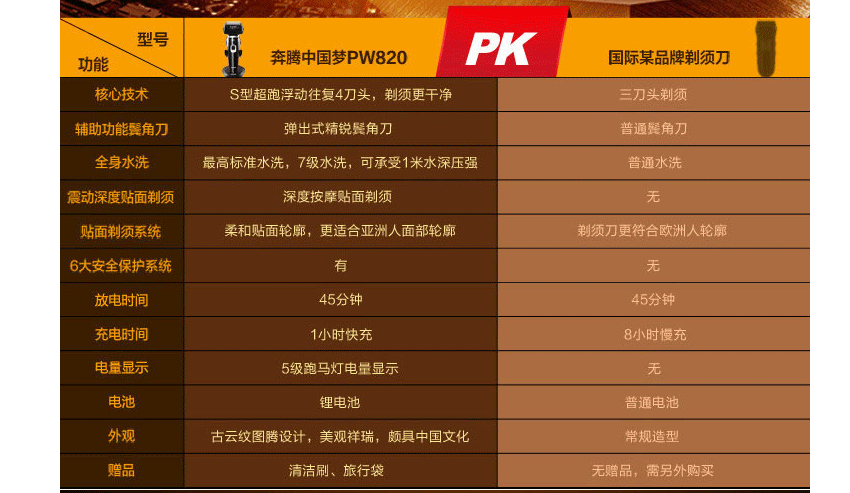 型号
功能
奔腾中国梦PW820
PK
国际某品牌剃须刀
核心技术
S型超跑浮动往复4刀头，剃须更干净
三刀头剃须
辅助功能鬓角刀
弹出式精锐鬓角刀
普通鬓角刀
全身水洗
最高标准水洗，7级水洗，可承受1米水深压强
普通水洗
震动深度贴面剃须
深度按摩贴面剃须
无
贴面剃须系统
柔和贴面轮廓，更适合亚洲人面部轮廓
剃须刀更符合欧洲人轮廓
6大安全保护系统
有
无
放电时间
45分钟
45分钟
充电时间
1小时快充
8小时慢充
电量显示
5级跑马灯电量显示
无
电池
锂电池
普通电池
外观
古云纹图腾设计，美观祥瑞，颇具中国文化
常规造型
赠品
清洁刷、旅行袋
无赠品，需另外购买